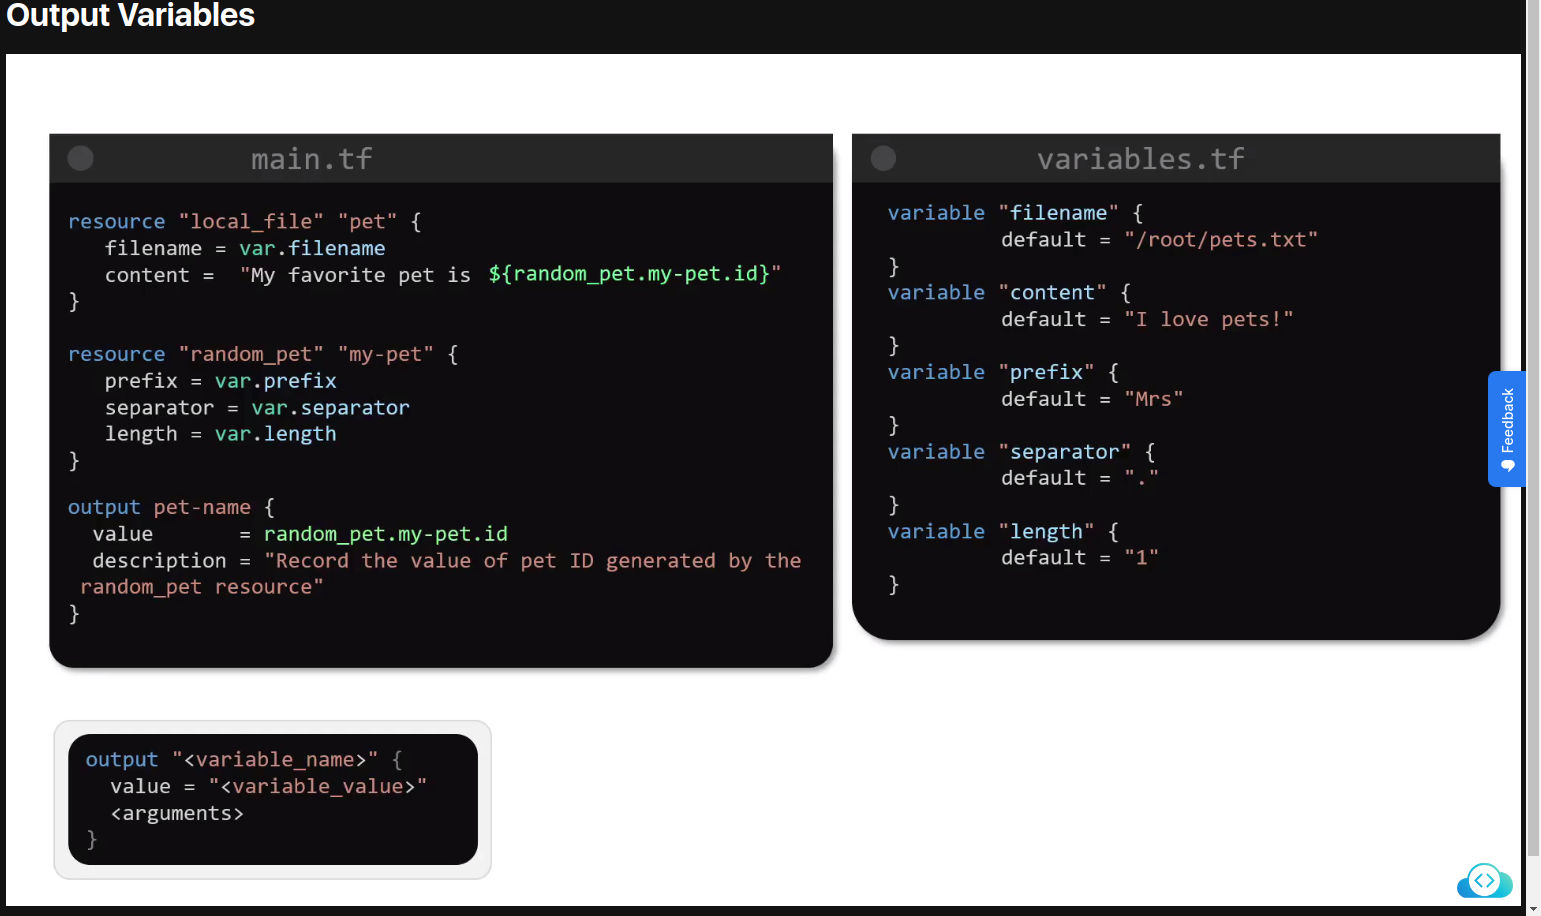 Output Variables
main.tf
resource "local_file" "pet" {
filename = var.filename
content = "My favorite pet is ${random_pet.my-pet.id}"
}
resource "random_pet" "my-pet" {
prefix = var.prefix
separator = var.separator
length = var.length
}
output pet-name {
value = random_pet.my-pet.id
description = "Record the value of pet ID generated by the
random_pet resource"
}
variables.tf
variable "filename" {
default = "/root/pets.txt"
}
variable "content" {
default = "I love pets!"
}
variable "prefix" {
default = "Mrs"
}
variable "separator" {
default = "."
}
variable "length" {
default = "1"
}
output "<variable_name>" {
value = "<variable_value>"
<arguments>
}
Feedback